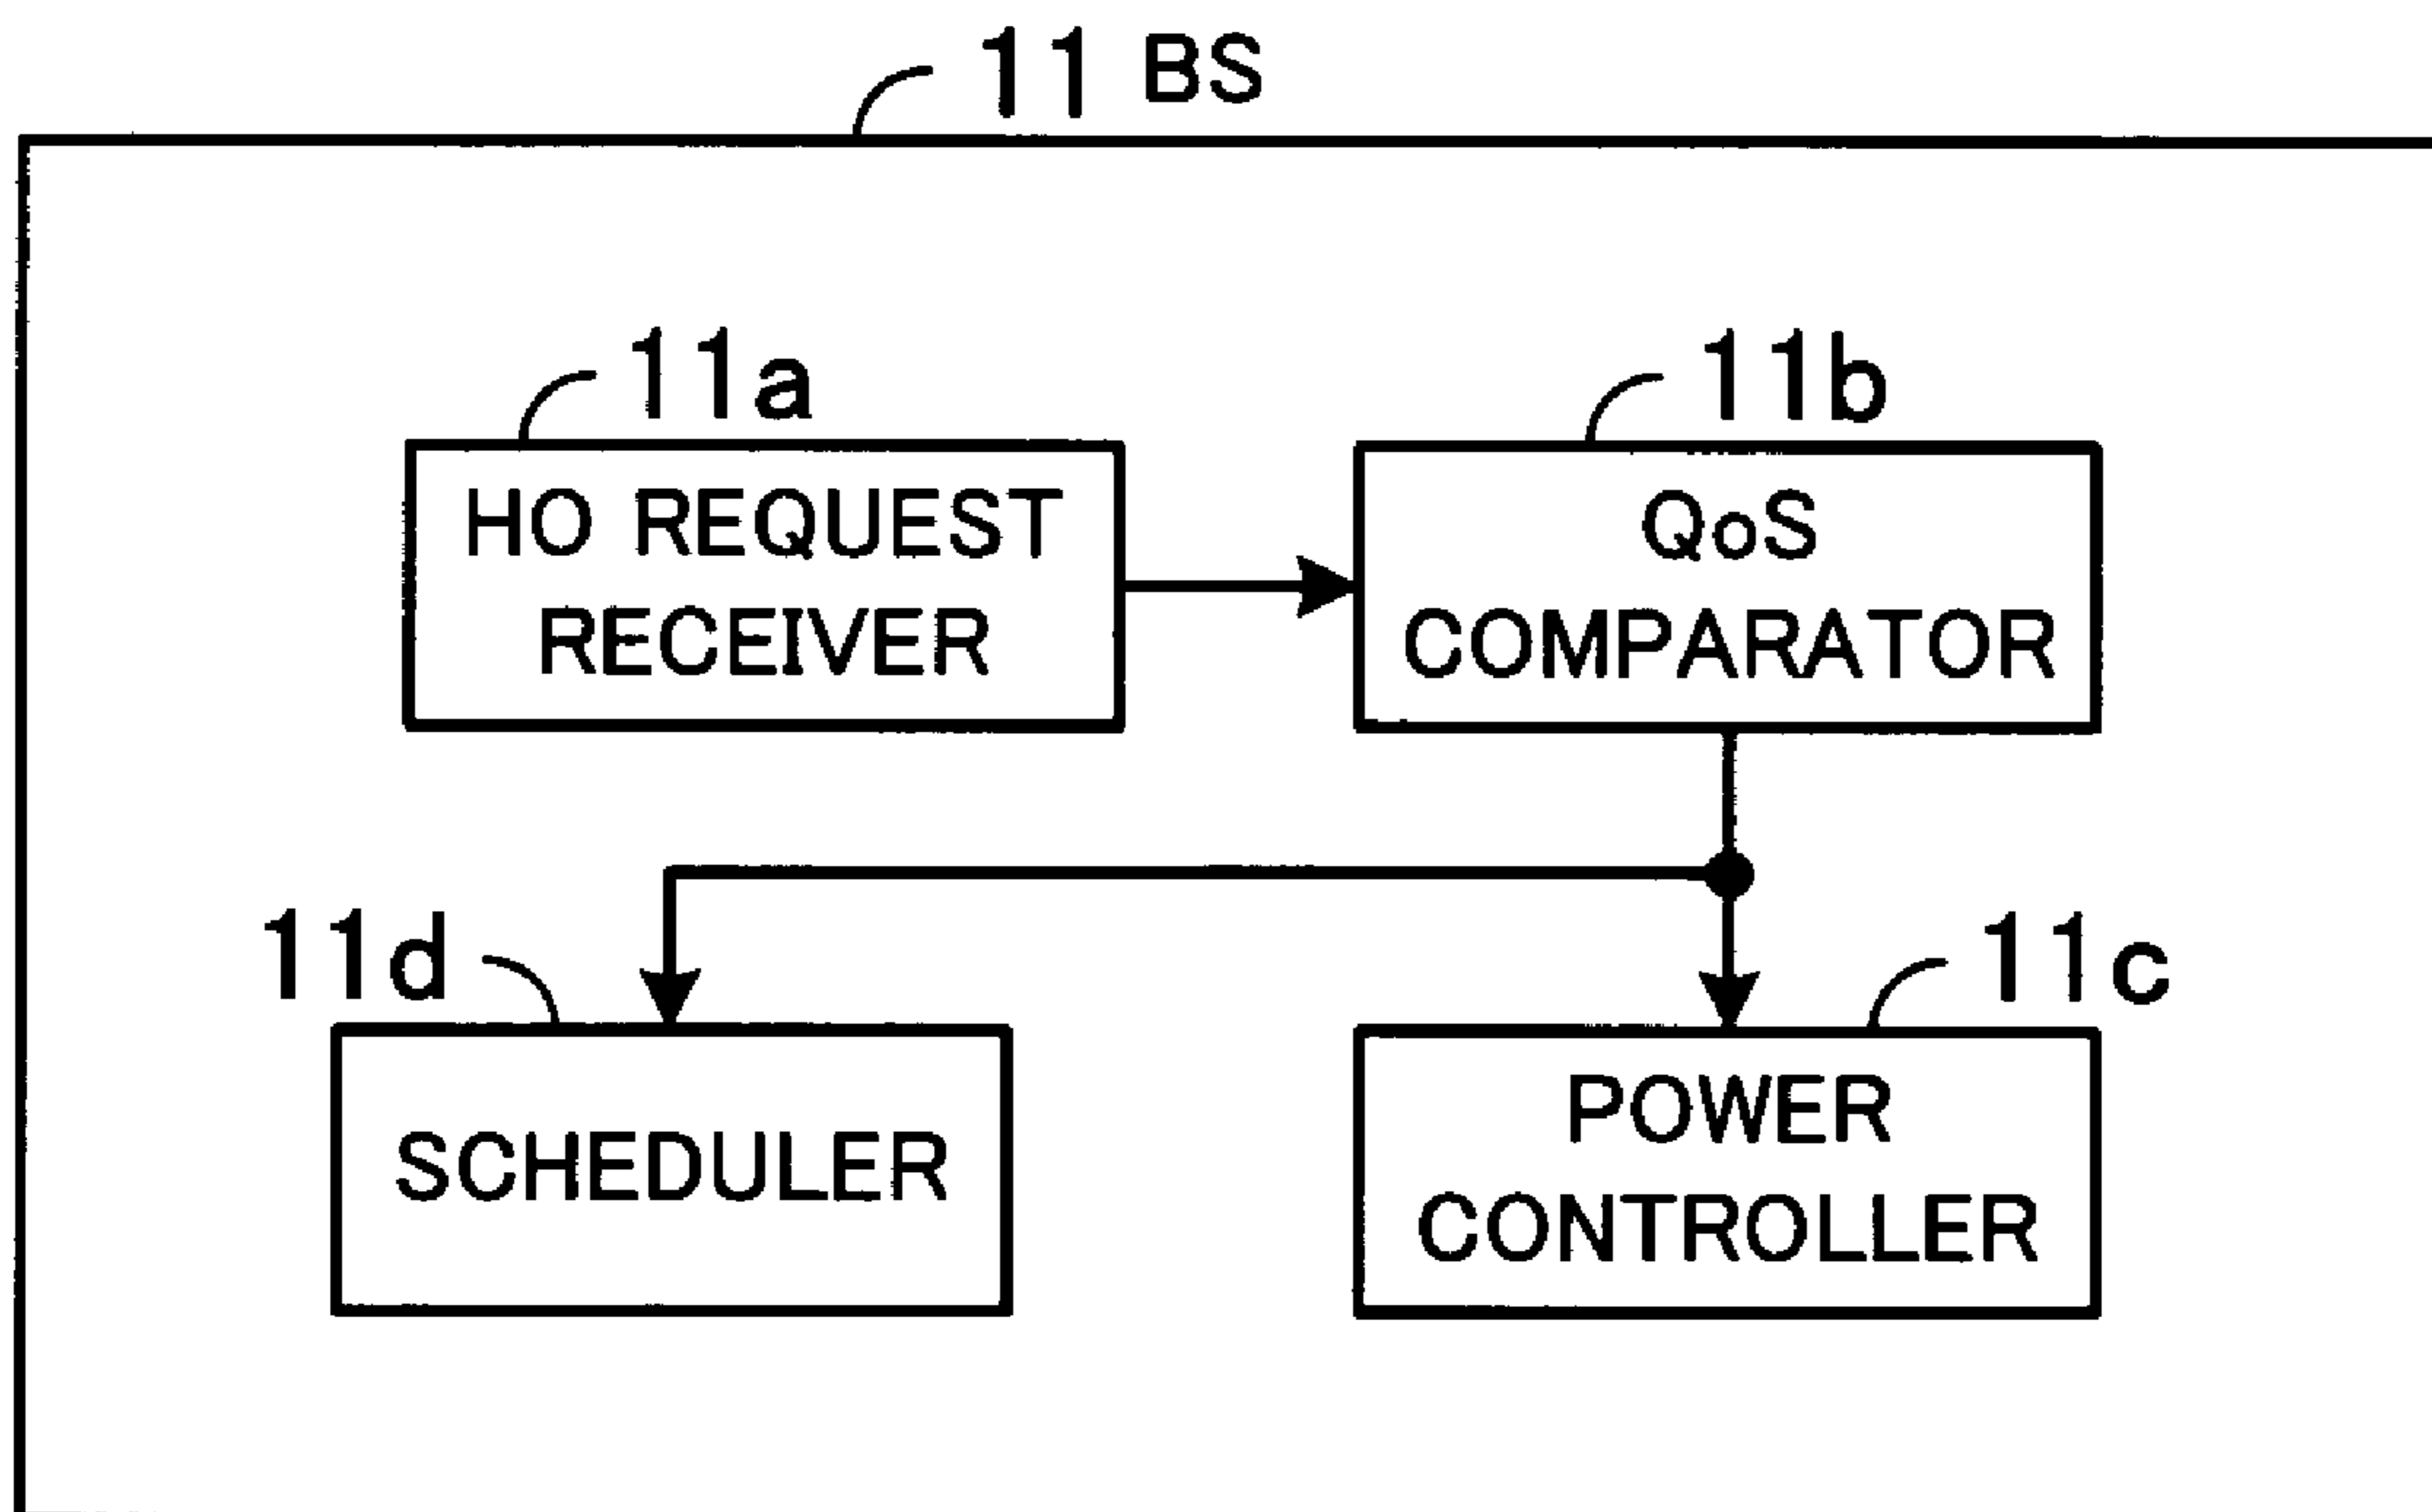 11 BS
11a
11b
HO REQUEST
RECEIVER
QoS
COMPARATOR
11d
11c
SCHEDULER
POWER
CONTROLLER